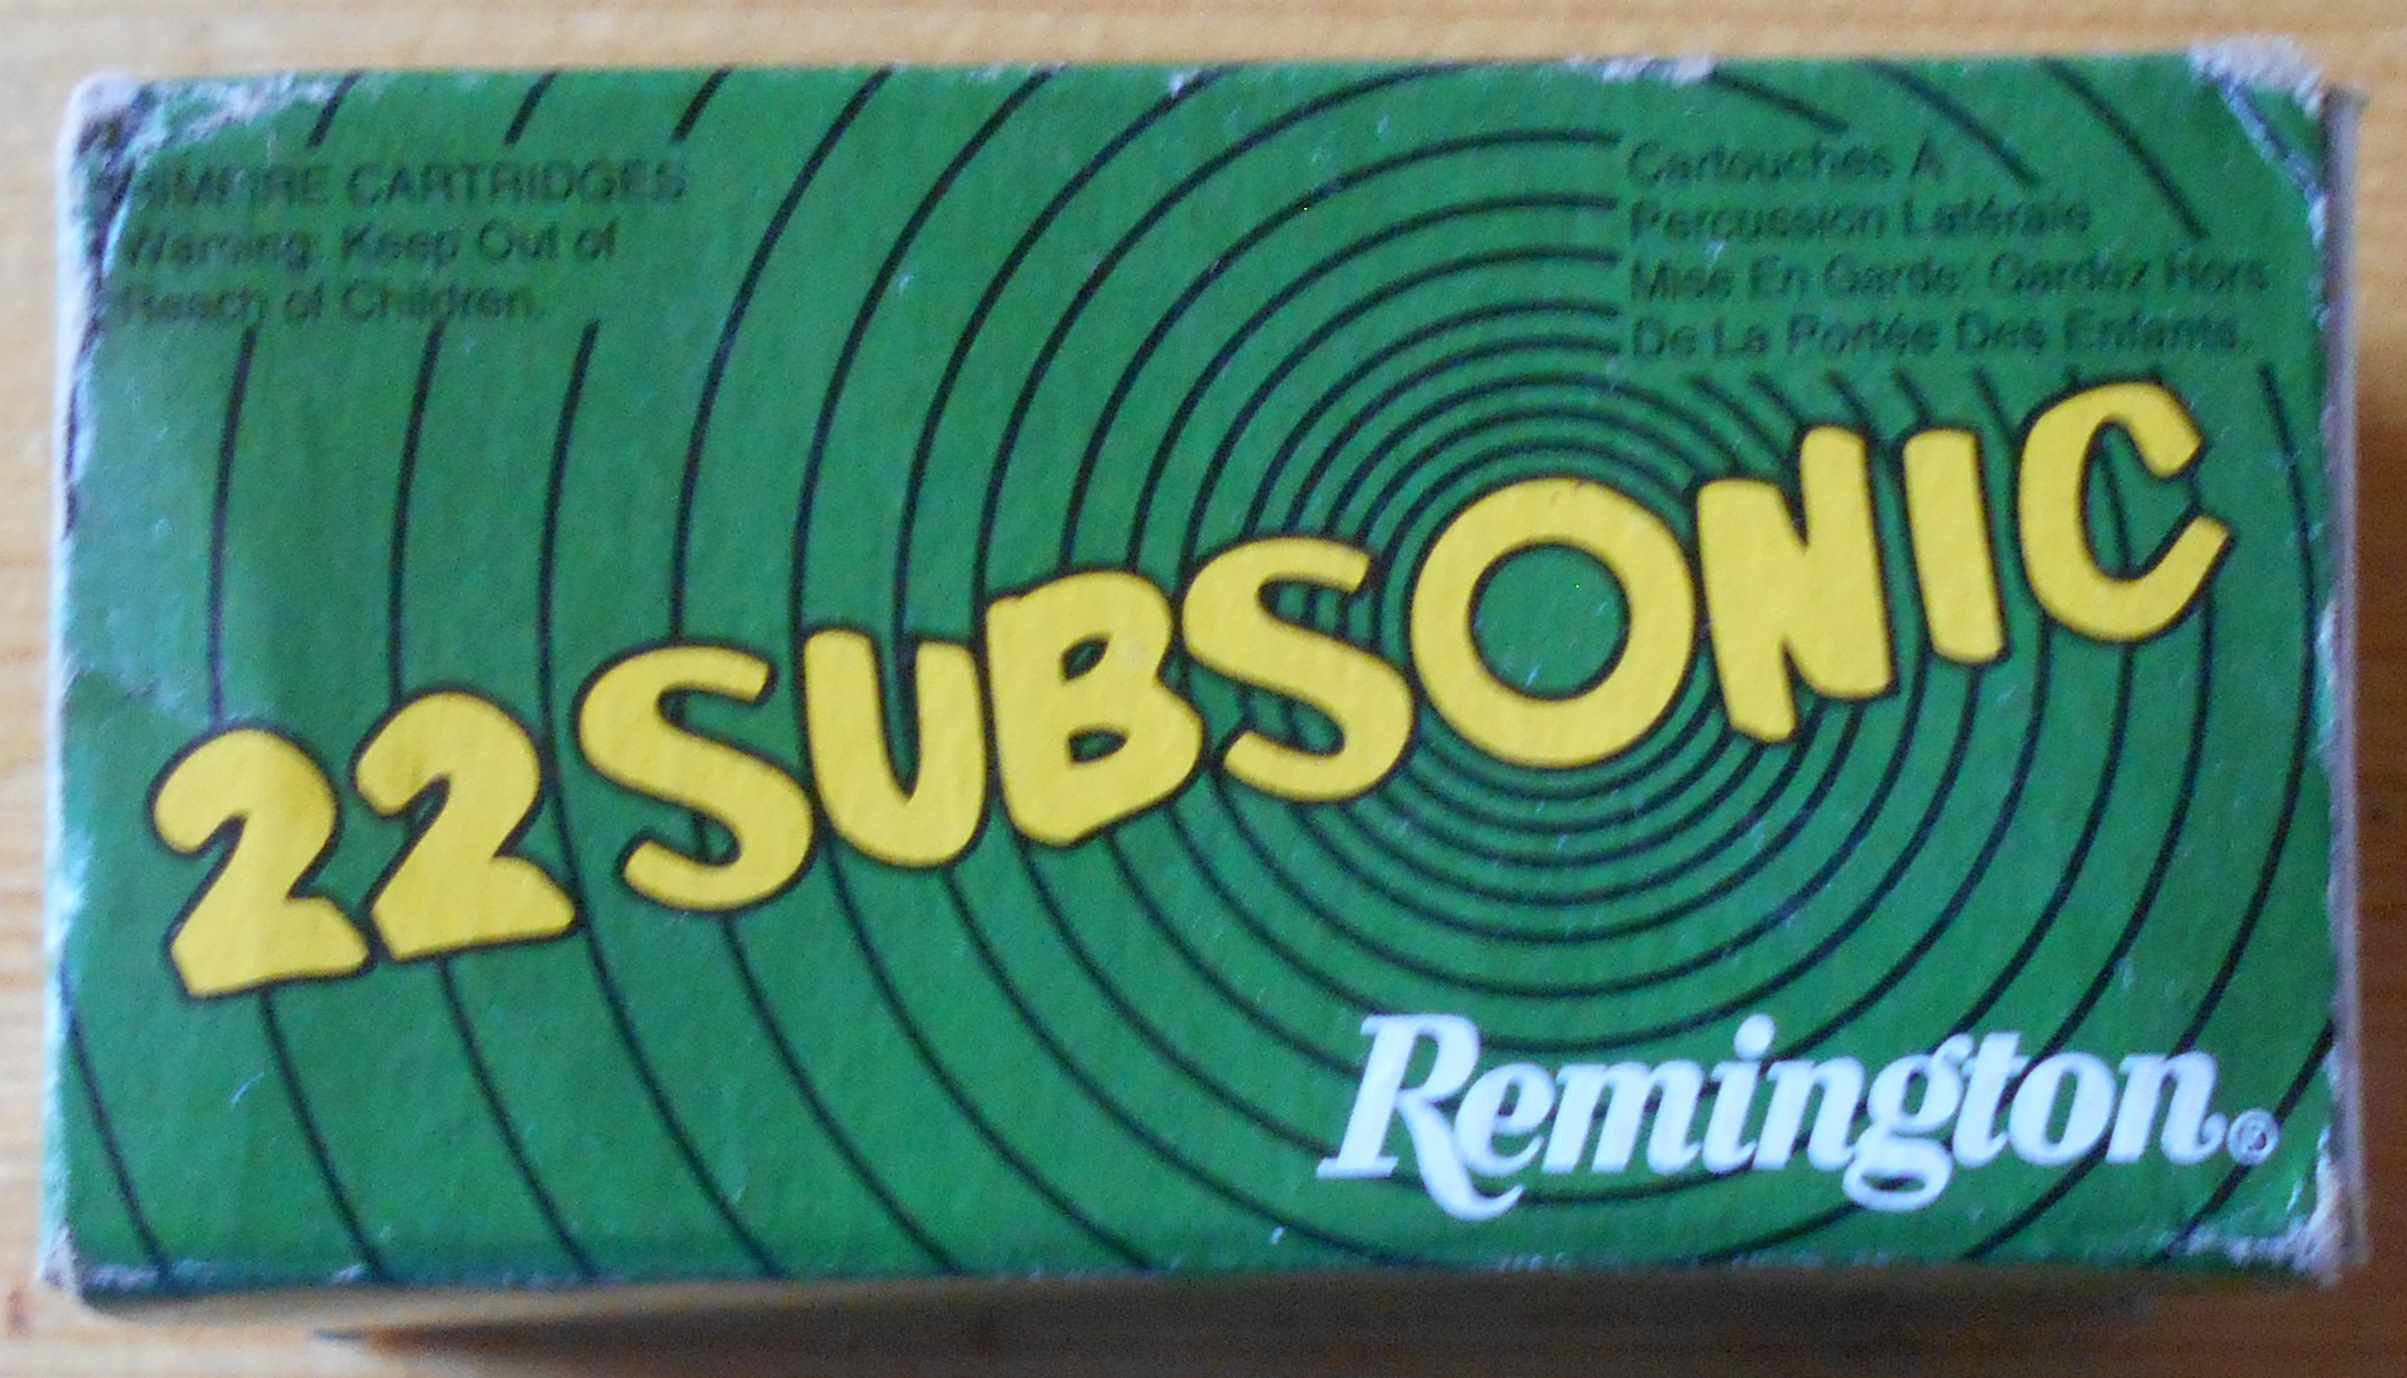 RIMFIRE CARTRIDGES
Warning: Keep Out of
Reach of Children.
Cartouches À
Percussion Latérale
Mise En Garde: Gardez Hors
De La Portée Des Enfants.
22 SUBSONIC
Remington®